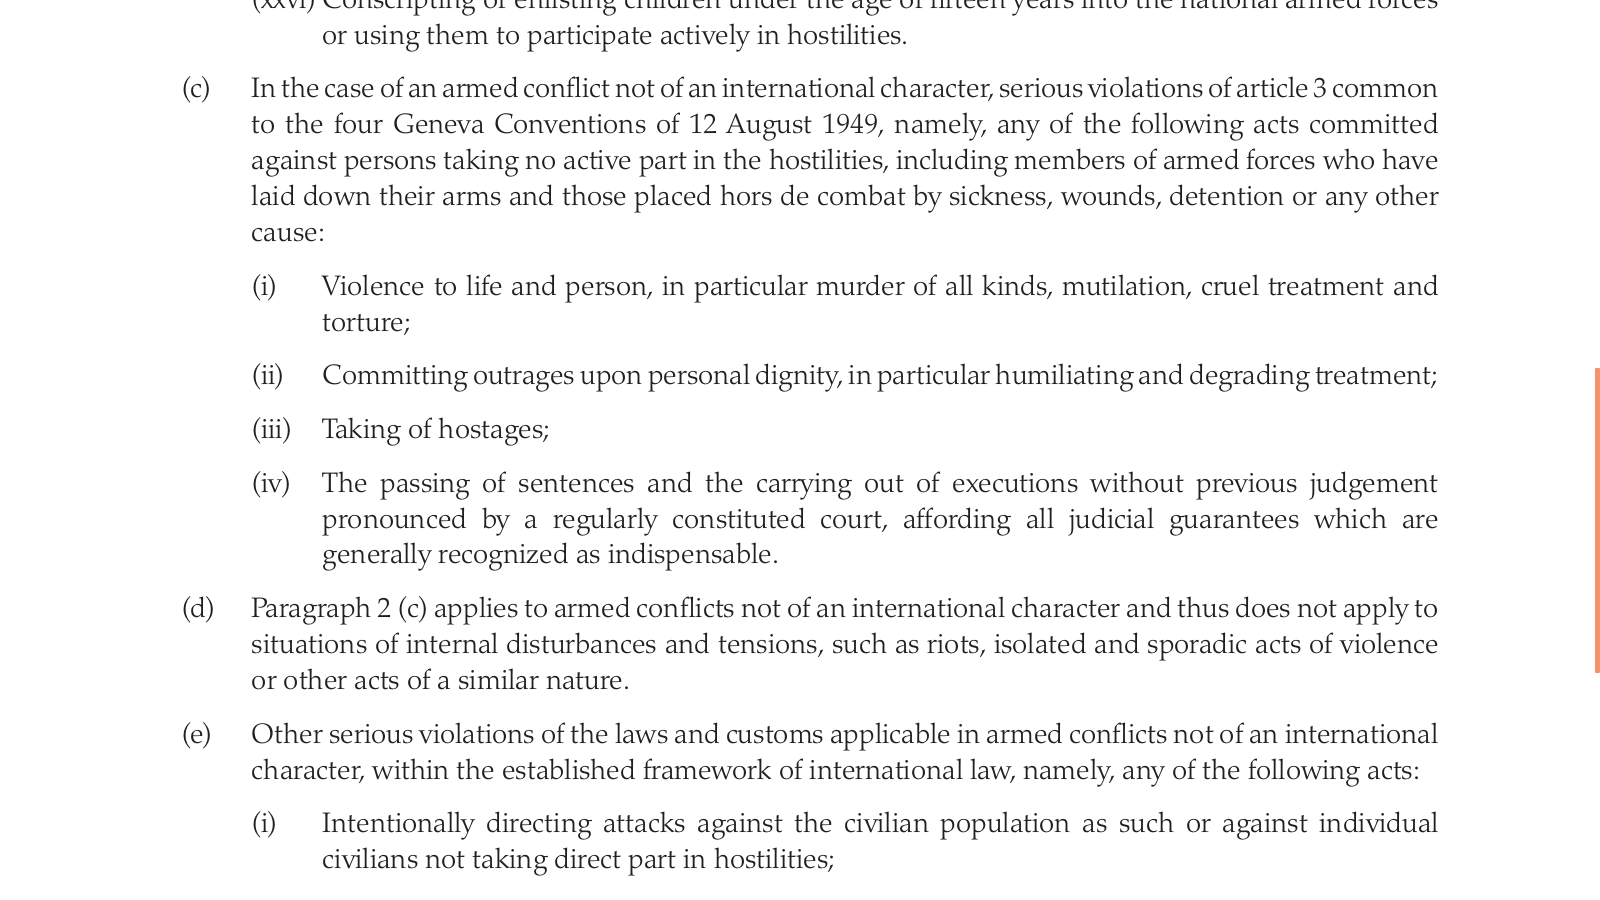 (xxvi) Conscripting or enlisting children under the age of fifteen years into the national armed forces
or using them to participate actively in hostilities.
(c) In the case of an armed conflict not of an international character, serious violations of article 3 common
to the four Geneva Conventions of 12 August 1949, namely, any of the following acts committed
against persons taking no active part in the hostilities, including members of armed forces who have
laid down their arms and those placed hors de combat by sickness, wounds, detention or any other
cause:
(i) Violence to life and person, in particular murder of all kinds, mutilation, cruel treatment and
torture;
(ii) Committing outrages upon personal dignity, in particular humiliating and degrading treatment;
(iii) Taking of hostages;
(iv) The passing of sentences and the carrying out of executions without previous judgement
pronounced by a regularly constituted court, affording all judicial guarantees which are
generally recognized as indispensable.
(d) Paragraph 2 (c) applies to armed conflicts not of an international character and thus does not apply to
situations of internal disturbances and tensions, such as riots, isolated and sporadic acts of violence
or other acts of a similar nature.
(e) Other serious violations of the laws and customs applicable in armed conflicts not of an international
character, within the established framework of international law, namely, any of the following acts:
(i) Intentionally directing attacks against the civilian population as such or against individual
civilians not taking direct part in hostilities;